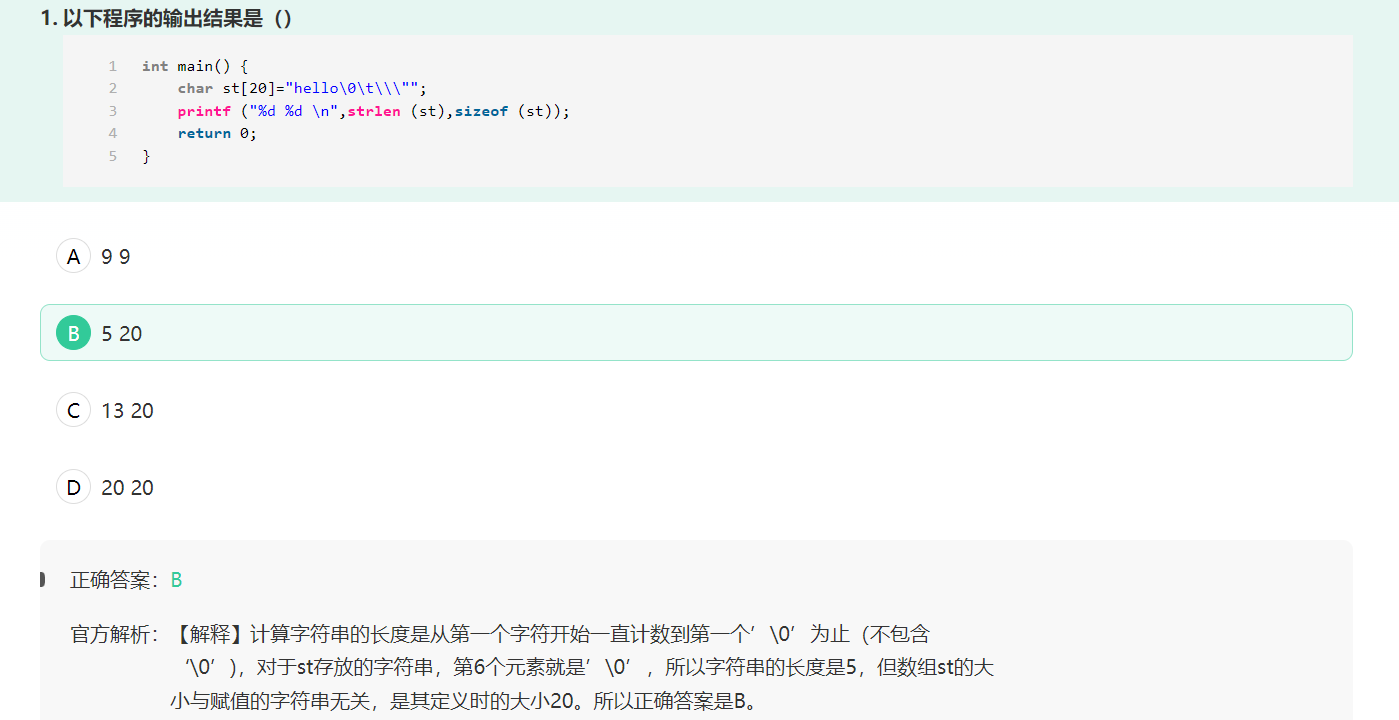 1. 以下程序的输出结果是（）
1 int main() {
2 char st[20]="hello\0\t\\\"";
3 printf ("%d %d \n",strlen (st),sizeof (st));
4 return 0;
5 }
A 9 9
B 5 20
C 13 20
D 20 20
正确答案：B
官方解析：【解释】计算字符串的长度是从第一个字符开始一直计数到第一个’\0’为止（不包含
‘\0’)，对于st存放的字符串，第6个元素就是’\0’，所以字符串的长度是5，但数组st的大
小与赋值的字符串无关，是其定义时的大小20。所以正确答案是B。